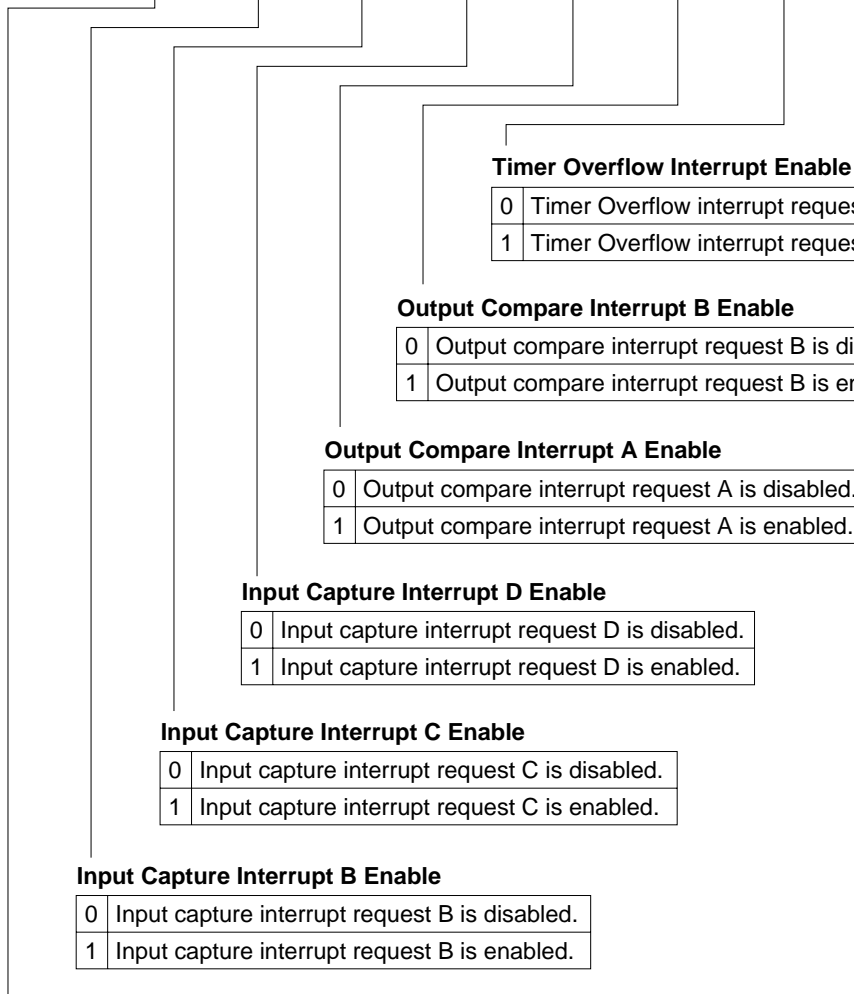 Timer Overflow Interrupt Enable
0 Timer Overflow interrupt
1 Timer Overflow interrupt
Output Compare Interrupt B Enable
0 Output compare interrupt request B is
1 Output compare interrupt request B is
Output Compare Interrupt A Enable
0 Output compare interrupt request A is disabled.
1 Output compare interrupt request A is enabled.
Input Capture Interrupt D Enable
0 Input capture interrupt request D is disabled.
1 Input capture interrupt request D is enabled.
Input Capture Interrupt C Enable
0 Input capture interrupt request C is disabled.
1 Input capture interrupt request C is enabled.
Input Capture Interrupt B Enable
0 Input capture interrupt request B is disabled.
1 Input capture interrupt request B is enabled.